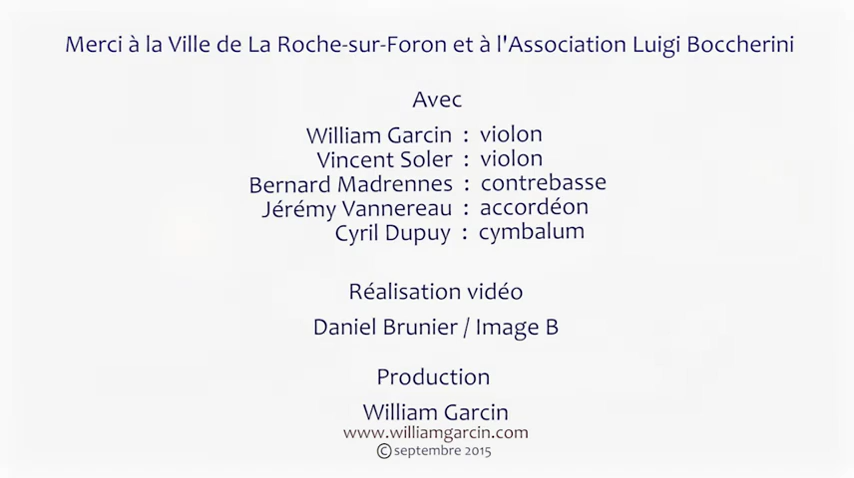 Merci à la Ville de La Roche-sur-Foron et à l'Association Luigi Boccherini
Avec
William Garcin : violon
Vincent Soler : violon
Bernard Madrennes : contrebasse
Jérémy Vannereau : accordéon
Cyril Dupuy : cymbalum
Réalisation vidéo
Daniel Brunier / Image B
Production
William Garcin
www.williamgarcin.com
© septembre 2015